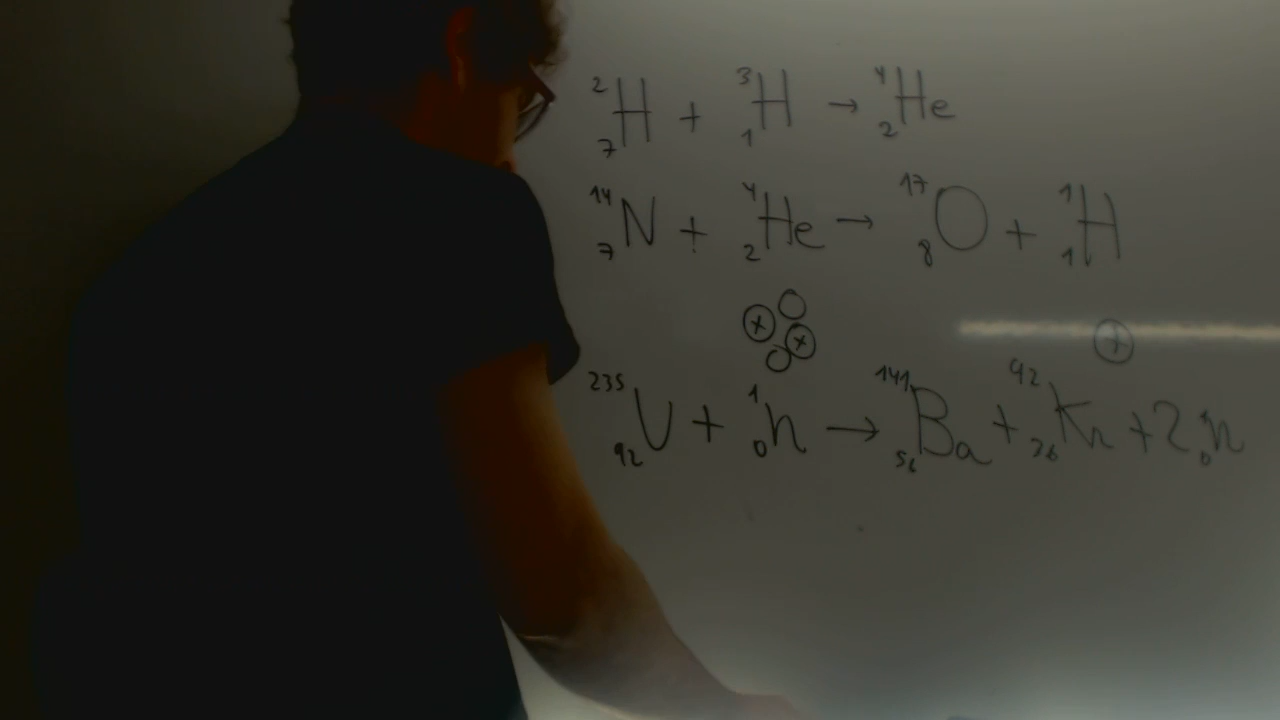 ²₇H + ³₁H → ⁴₂He
¹⁴₇N + ⁴₂He → ¹⁷₈O + ¹₁H
²³⁵₉₂U + ¹₀n → ¹⁴¹₅₆Ba + ⁹²₃₆Kr + 2 ¹₀n